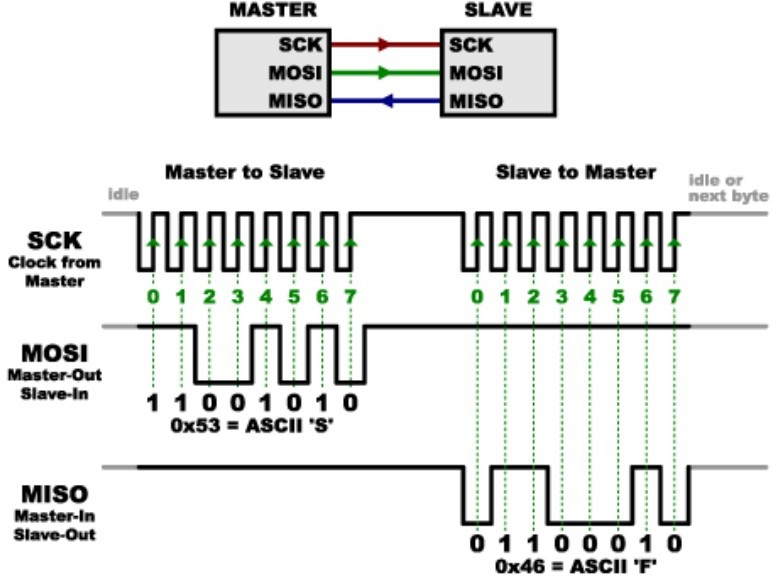 MASTER SLAVE
SCK SCK
MOSI MOSI
MISO MISO
Master to Slave Slave to Master
idle
idle or
next byte
SCK
Clock from
Master
0 1 2 3 4 5 6 7 0 1 2 3 4 5 6 7
MOSI
Master-Out
Slave-In
1 1 0 0 1 0 1 0
0x53 = ASCII 'S'
MISO
Master-In
Slave-Out
0 1 1 0 0 0 1 0
0x46 = ASCII 'F'